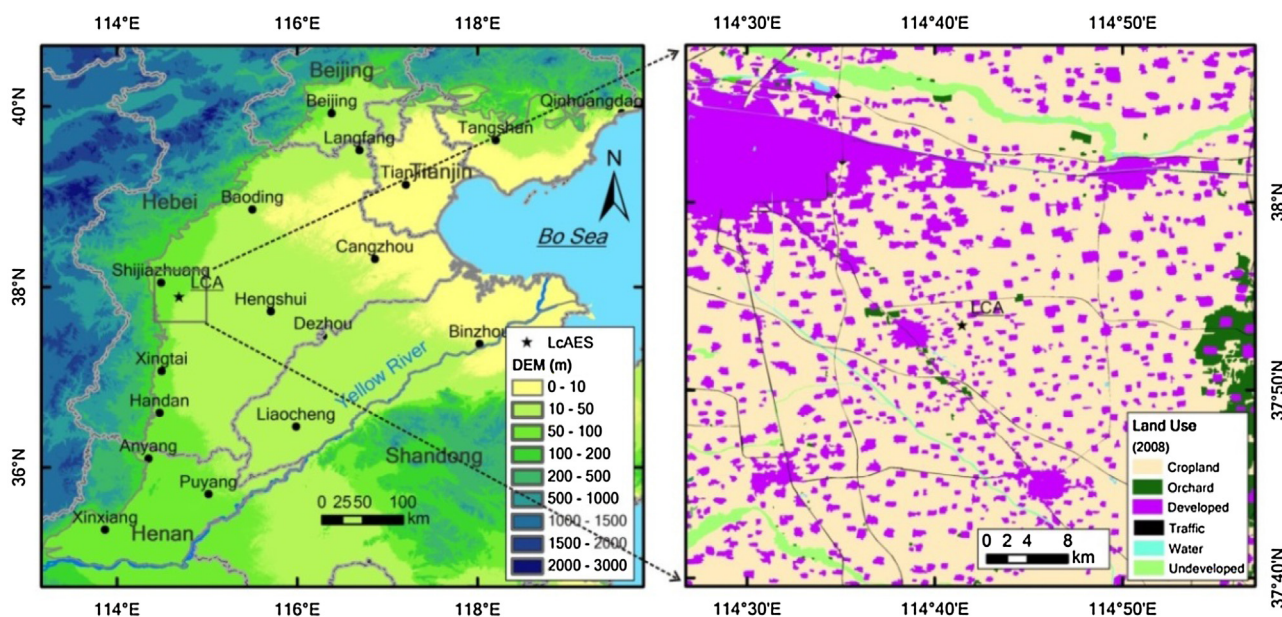 114°E 116°E 118°E
114°30'E 114°40'E 114°50'E
40°N
38°N
36°N
Beijing
Beijing
Qinhuangdao
Langfang
Tangshan
Tianjin
Tianjin
N
Hebei
Baoding
Cangzhou
Bo Sea
Shijiazhuang
LCA
Hengshui
Dezhou
Binzhou
Xingtai
Yellow River
Handan
Liaocheng
Anyang
Shandong
Puyang
Xinxiang
Henan
0 2550 100
km
LcAES
DEM (m)
0 - 10
10 - 50
50 - 100
100 - 200
200 - 500
500 - 1000
1000 - 1500
1500 - 2000
2000 - 3000
114°E 116°E 118°E
LCA
38°N
37°50'N
37°40'N
Land Use
(2008)
Cropland
Orchard
Developed
Traffic
Water
Undeveloped
0 2 4 8
km
114°30'E 114°40'E 114°50'E